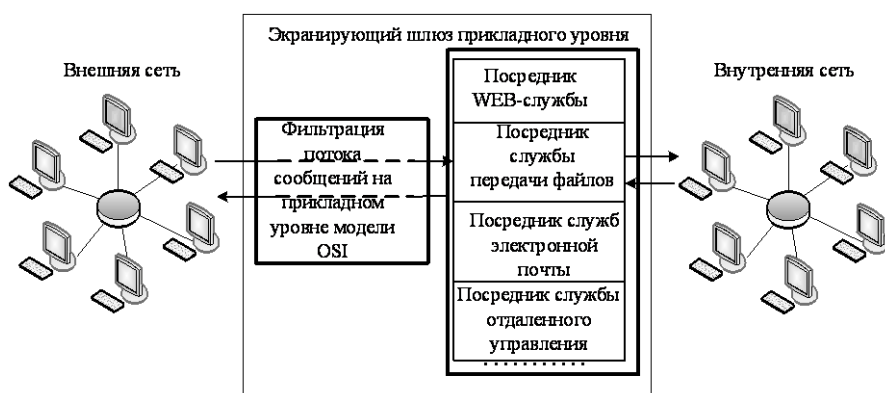 Экранирующий шлюз прикладного уровня
Внешняя сеть
Внутренняя сеть
Фильтрация
потока
сообщений на
прикладном
уровне модели
OSI
Посредник
WEB-службы
Посредник
службы
передачи файлов
Посредник служб
электронной
почты
Посредник службы
отдаленного
управления
...........